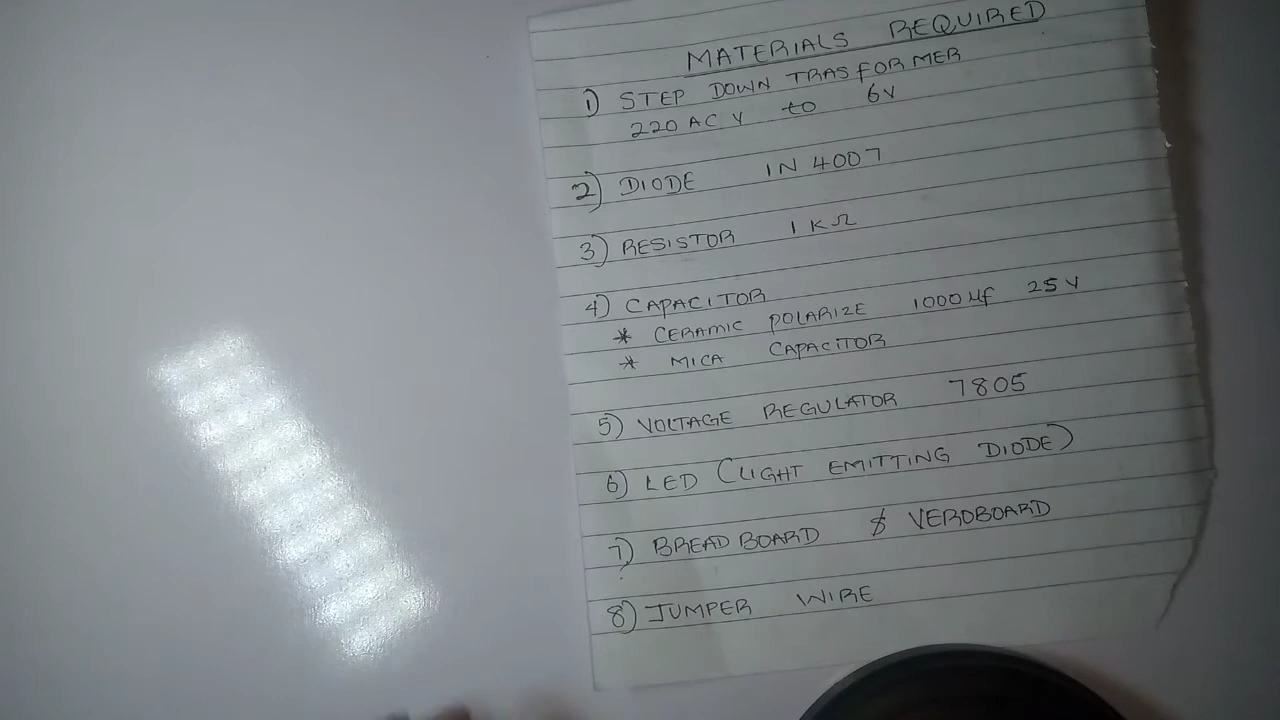 MATERIALS REQUIRED
1) STEP DOWN TRASFORMER
220 AC V to 6V
2) DIODE 1N 4007
3) RESISTOR 1 KΩ
4) CAPACITOR
* CERAMIC POLARIZE 1000 µf 25 V
* MICA CAPACITOR
5) VOLTAGE REGULATOR 7805
6) LED (LIGHT EMITTING DIODE)
7) BREAD BOARD & VEROBOARD
8) JUMPER WIRE